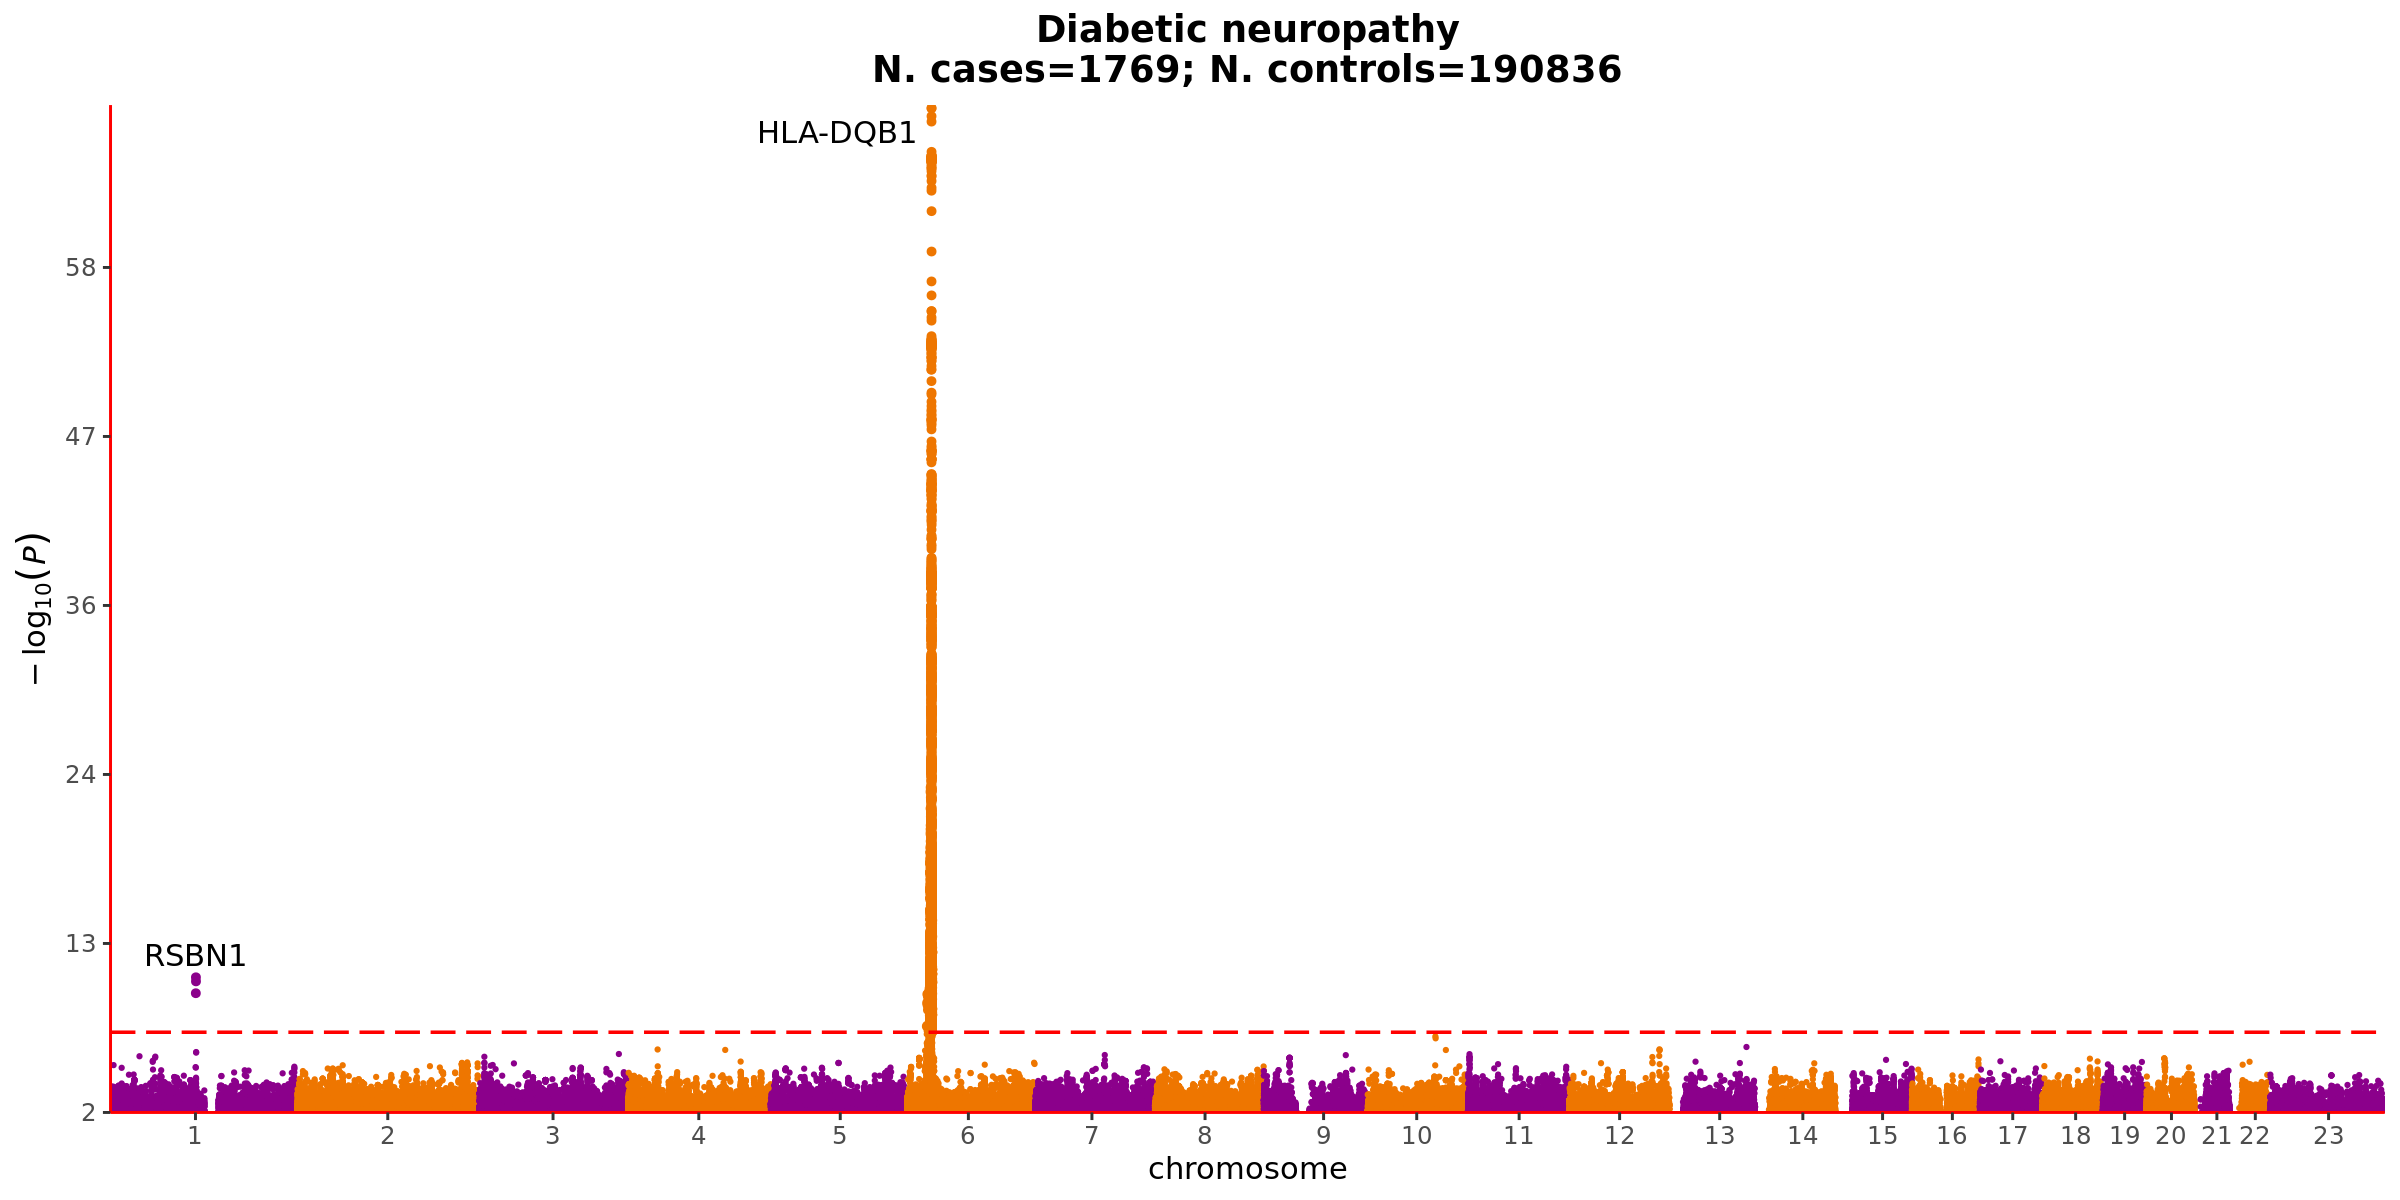 Diabetic neuropathy
N. cases=1769; N. controls=190836
HLA-DQB1
RSBN1
58
47
36
24
13
2
−log10(P)
1 2 3 4 5 6 7 8 9 10 11 12 13 14 15 16 17 18 19 20 21 22 23
chromosome